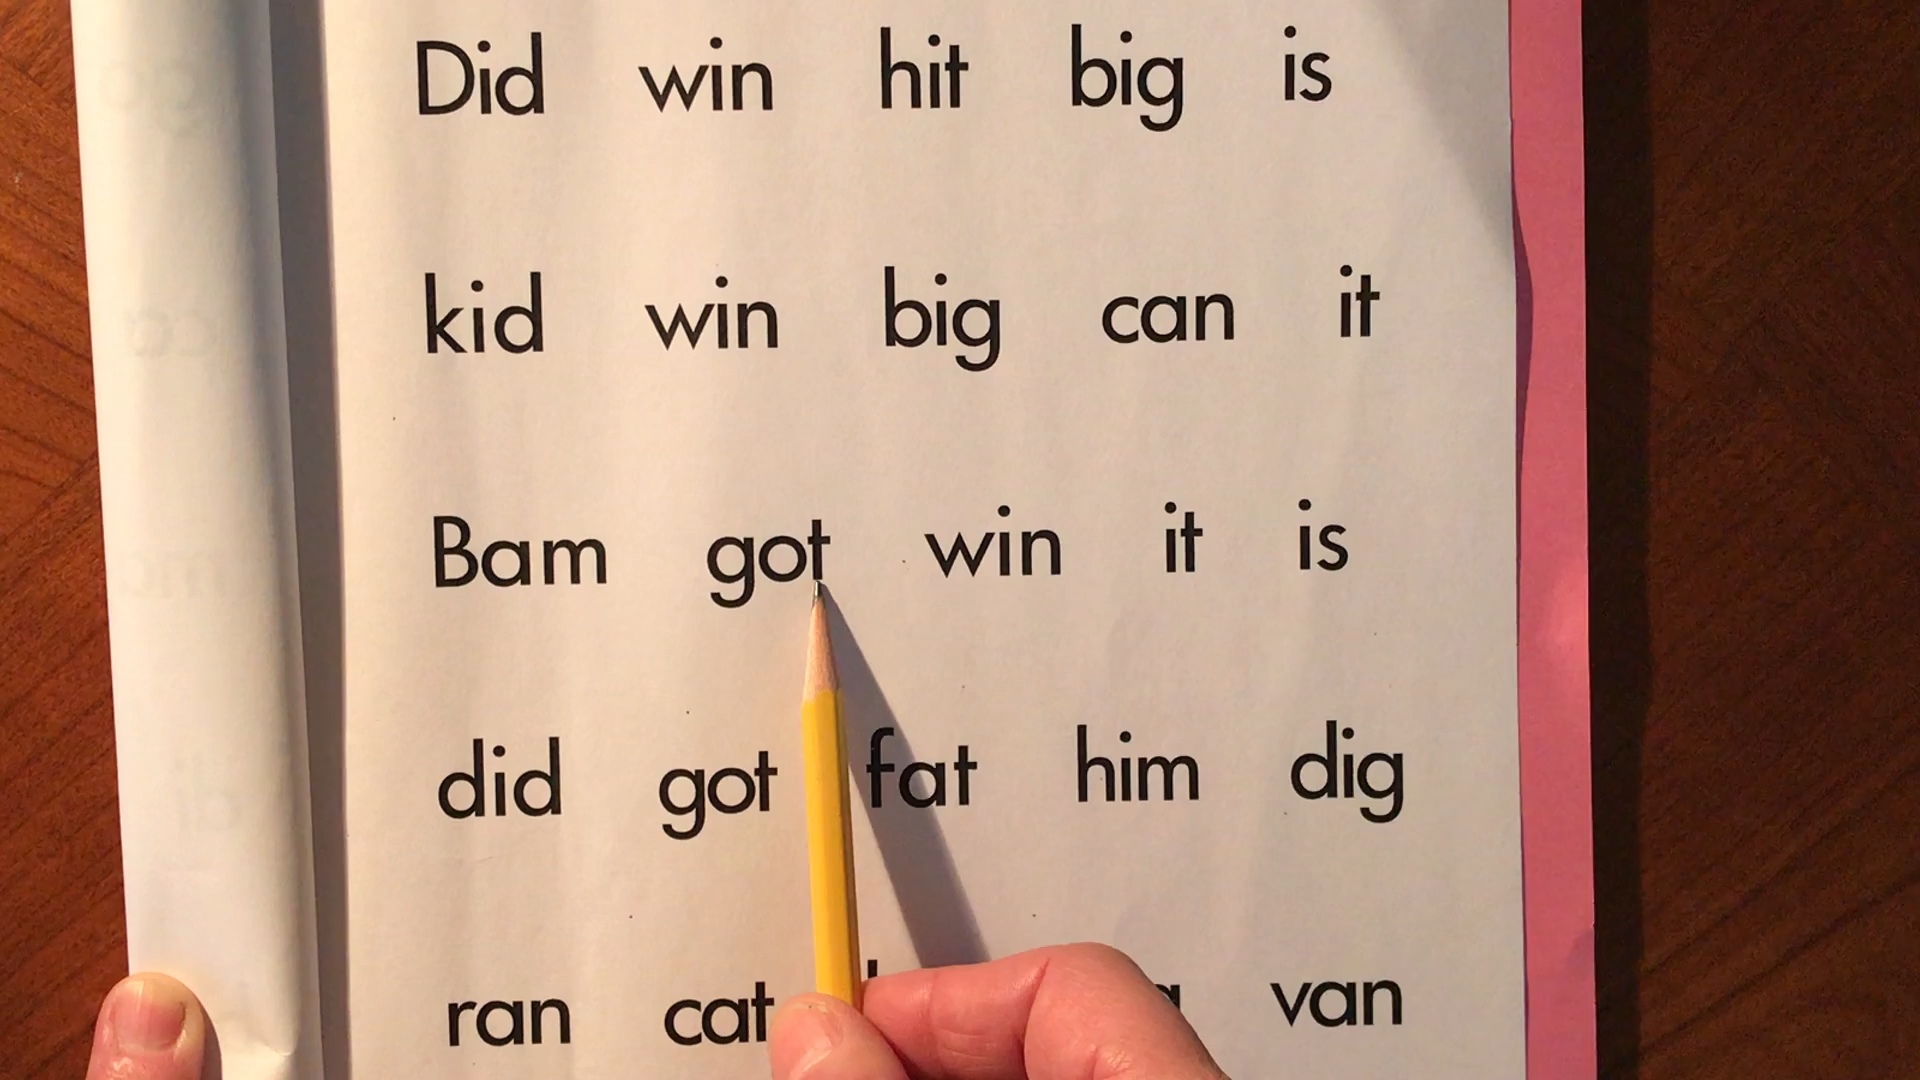 Did win hit big is
kid win big can it
Bam got win it is
did got fat him dig
ran cat van